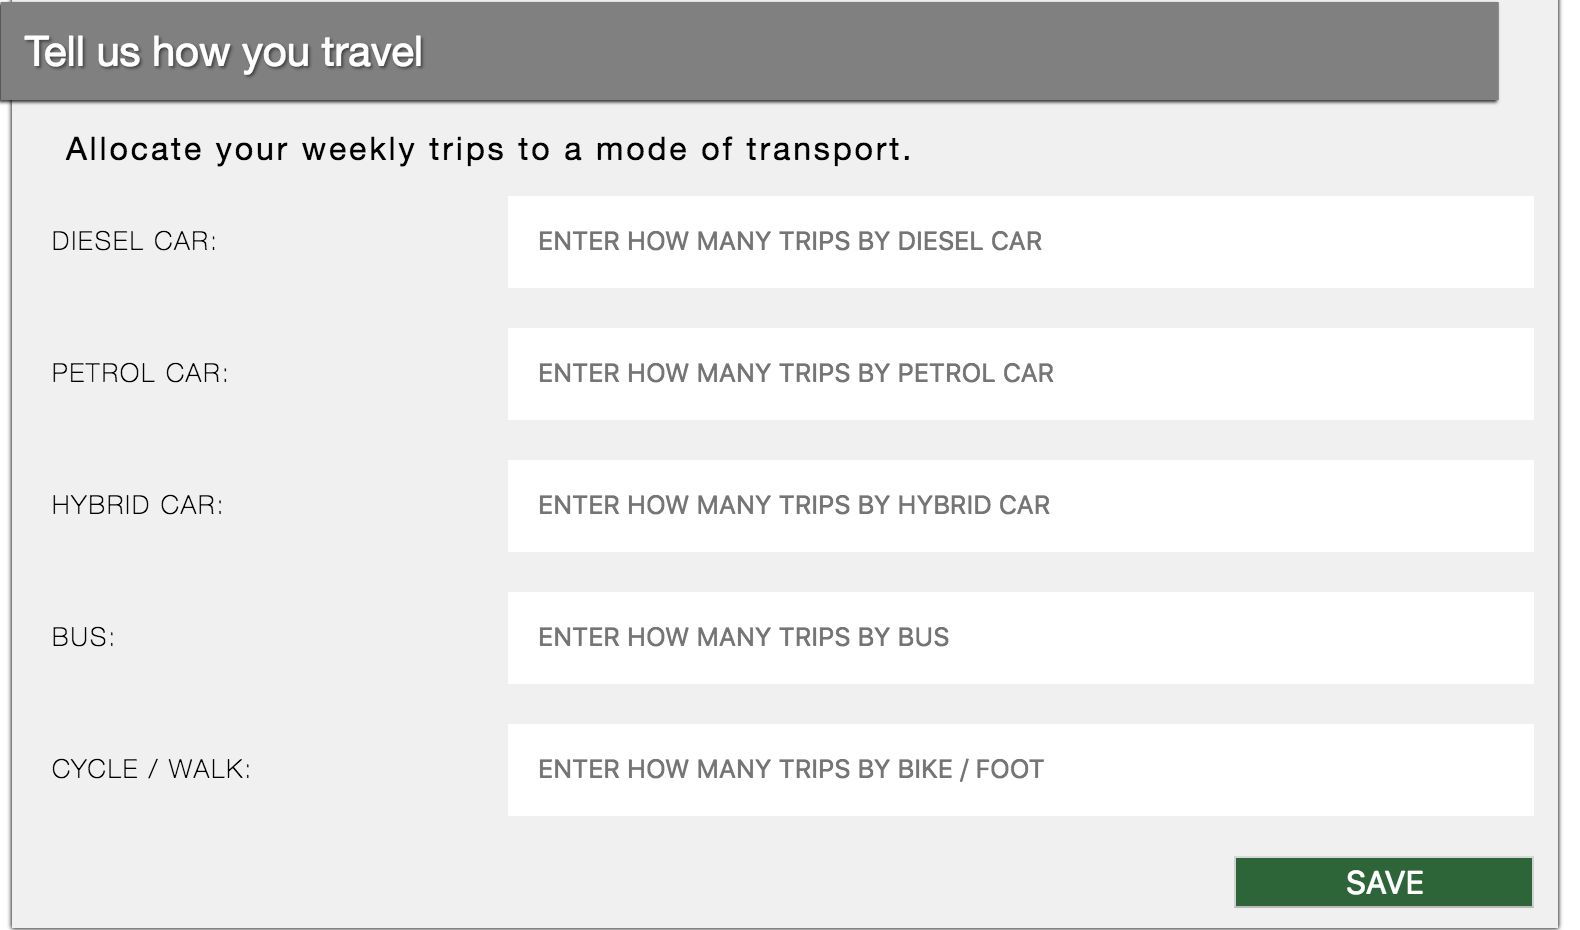 Tell us how you travel
Allocate your weekly trips to a mode of transport.
DIESEL CAR: ENTER HOW MANY TRIPS BY DIESEL CAR
PETROL CAR: ENTER HOW MANY TRIPS BY PETROL CAR
HYBRID CAR: ENTER HOW MANY TRIPS BY HYBRID CAR
BUS: ENTER HOW MANY TRIPS BY BUS
CYCLE / WALK: ENTER HOW MANY TRIPS BY BIKE / FOOT
SAVE